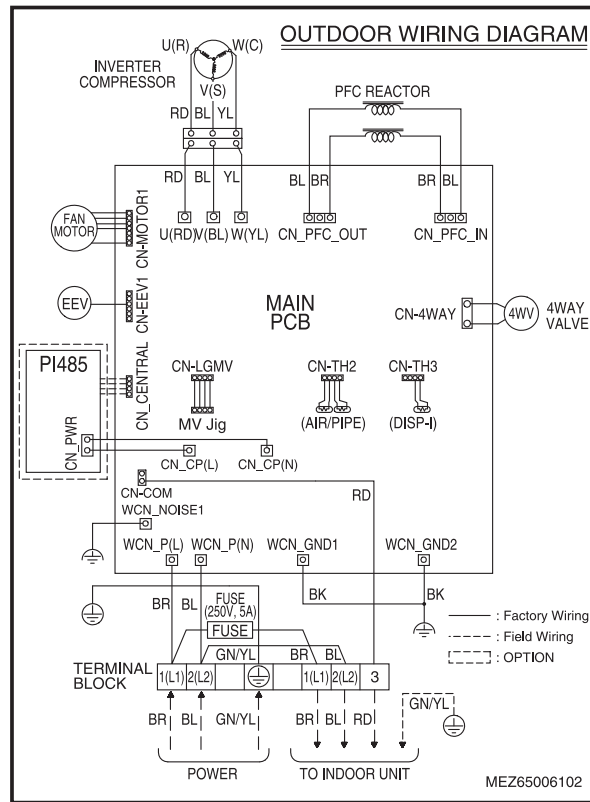 OUTDOOR WIRING DIAGRAM
U(R) W(C)
INVERTER
COMPRESSOR
V(S)
PFC REACTOR
RD BL YL
RD BL YL
BL BR
BR BL
FAN
MOTOR
CN-MOTOR1
U(RD) V(BL) W(YL)
CN_PFC_OUT
CN_PFC_IN
EEV
CN-EEV1
MAIN
PCB
CN-4WAY
4WV
4WAY
VALVE
PI485
CN_CENTRAL
CN-LGMV
MV Jig
CN-TH2
(AIR/PIPE)
CN-TH3
(DISP-I)
CN_PWR
CN_CP(L)
CN_CP(N)
CN-COM
RD
WCN_NOISE1
WCN_P(L) WCN_P(N)
WCN_GND1
WCN_GND2
BR BL
FUSE
(250V, 5A)
FUSE
BK
BK
: Factory Wiring
: Field Wiring
: OPTION
GN/YL
BR BL
TERMINAL
BLOCK
1(L1) 2(L2) 1(L1) 2(L2) 3
BR BL GN/YL
BR BL RD
GN/YL
POWER
TO INDOOR UNIT
MEZ65006102